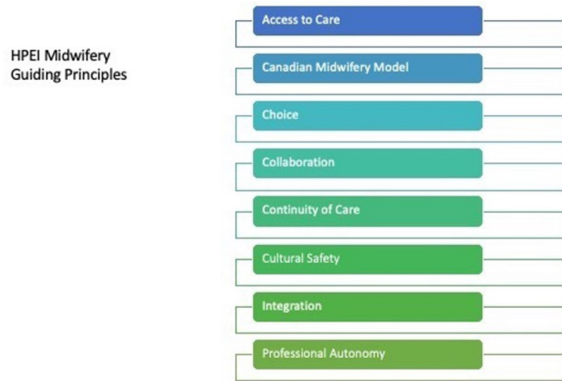 HPEI Midwifery
Guiding Principles
Access to Care
Canadian Midwifery Model
Choice
Collaboration
Continuity of Care
Cultural Safety
Integration
Professional Autonomy